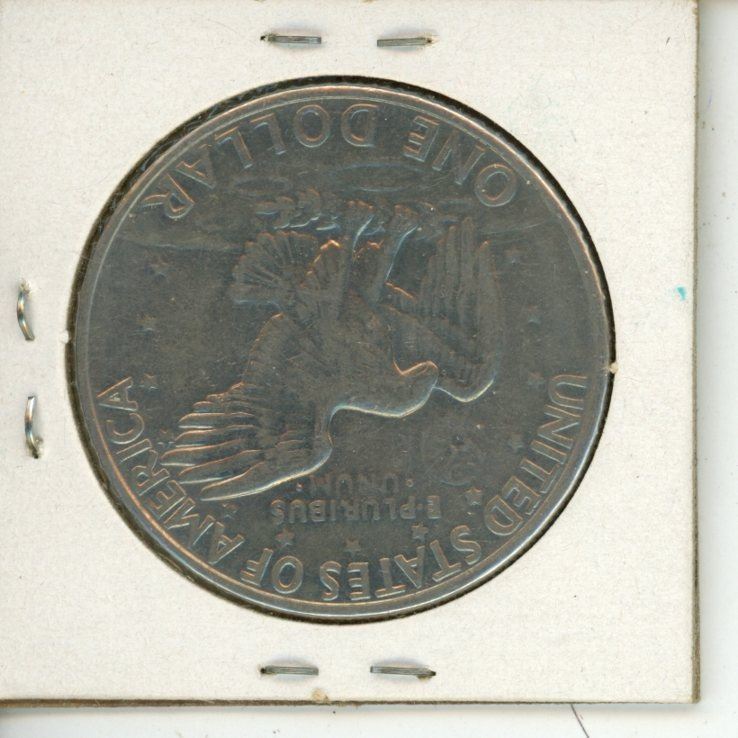 UNITED STATES OF AMERICA
E·PLURIBUS
·UNUM·
ONE DOLLAR